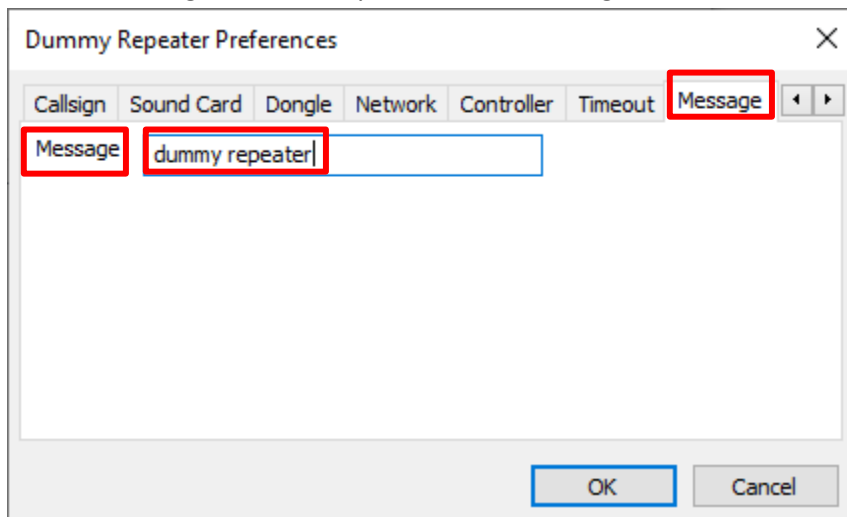 Dummy Repeater Preferences
Callsign Sound Card Dongle Network Controller Timeout Message
Message dummy repeater
OK Cancel